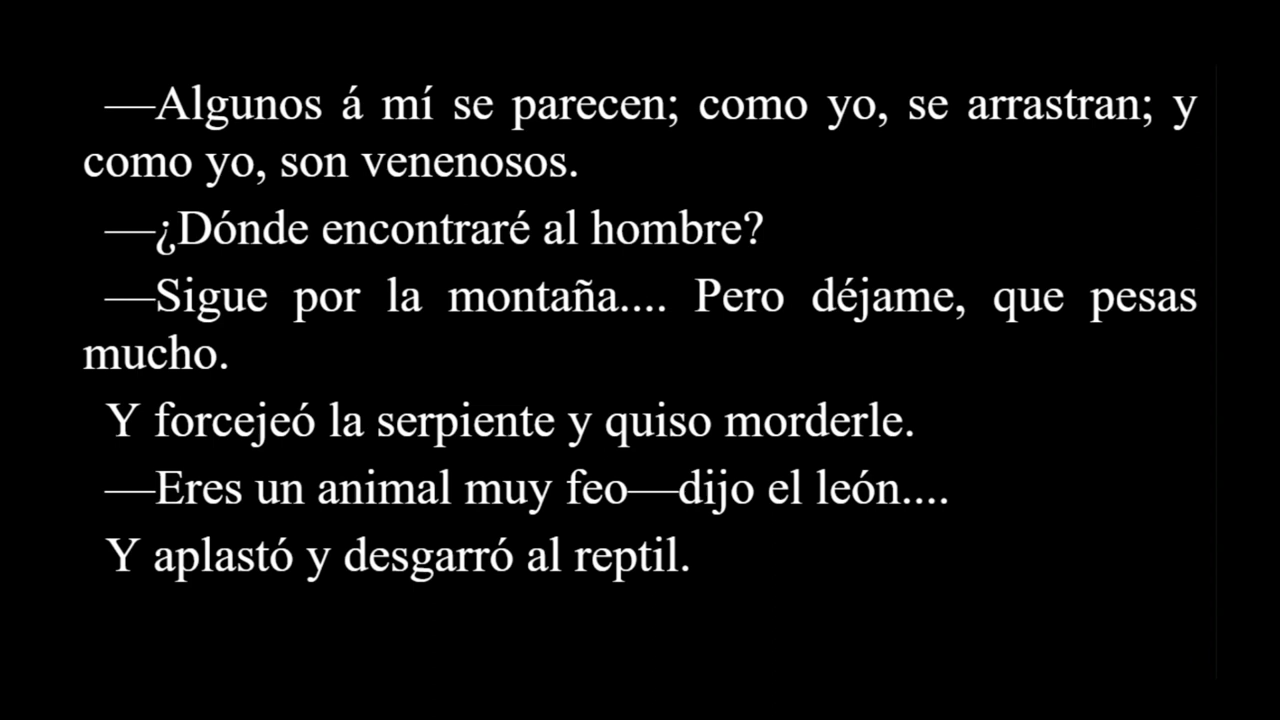 —Algunos á mí se parecen; como yo, se arrastran; y
como yo, son venenosos.
—¿Dónde encontraré al hombre?
—Sigue por la montaña.... Pero déjame, que pesas
mucho.
Y forcejeó la serpiente y quiso morderle.
—Eres un animal muy feo—dijo el león....
Y aplastó y desgarró al reptil.